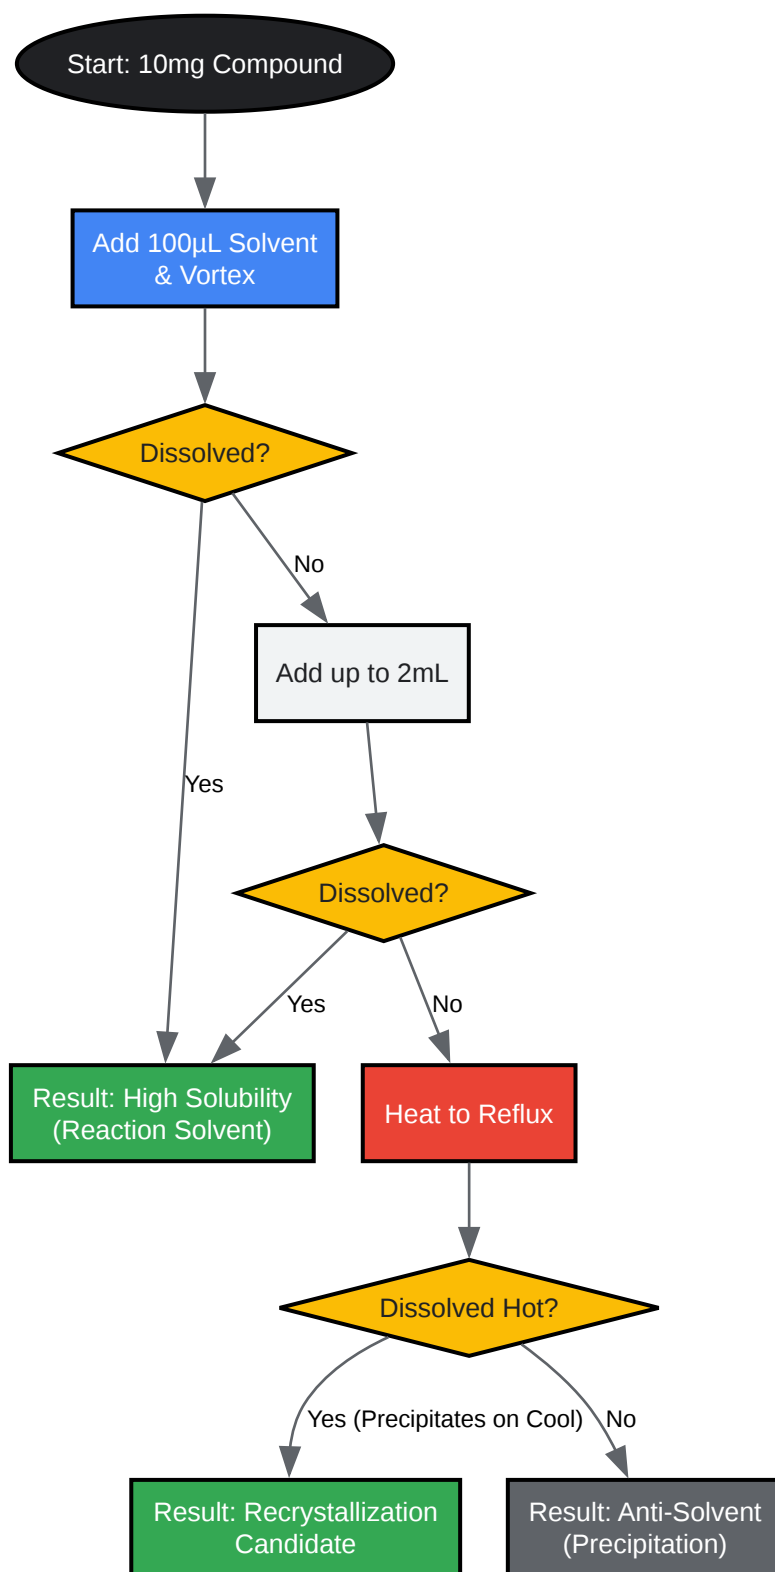 Start: 10mg Compound
Add 100µL Solvent
& Vortex
Dissolved?
No
Add up to 2mL
Yes
Dissolved?
Yes
No
Result: High Solubility
(Reaction Solvent)
Heat to Reflux
Dissolved Hot?
Yes (Precipitates on Cool)
No
Result: Recrystallization
Candidate
Result: Anti-Solvent
(Precipitation)